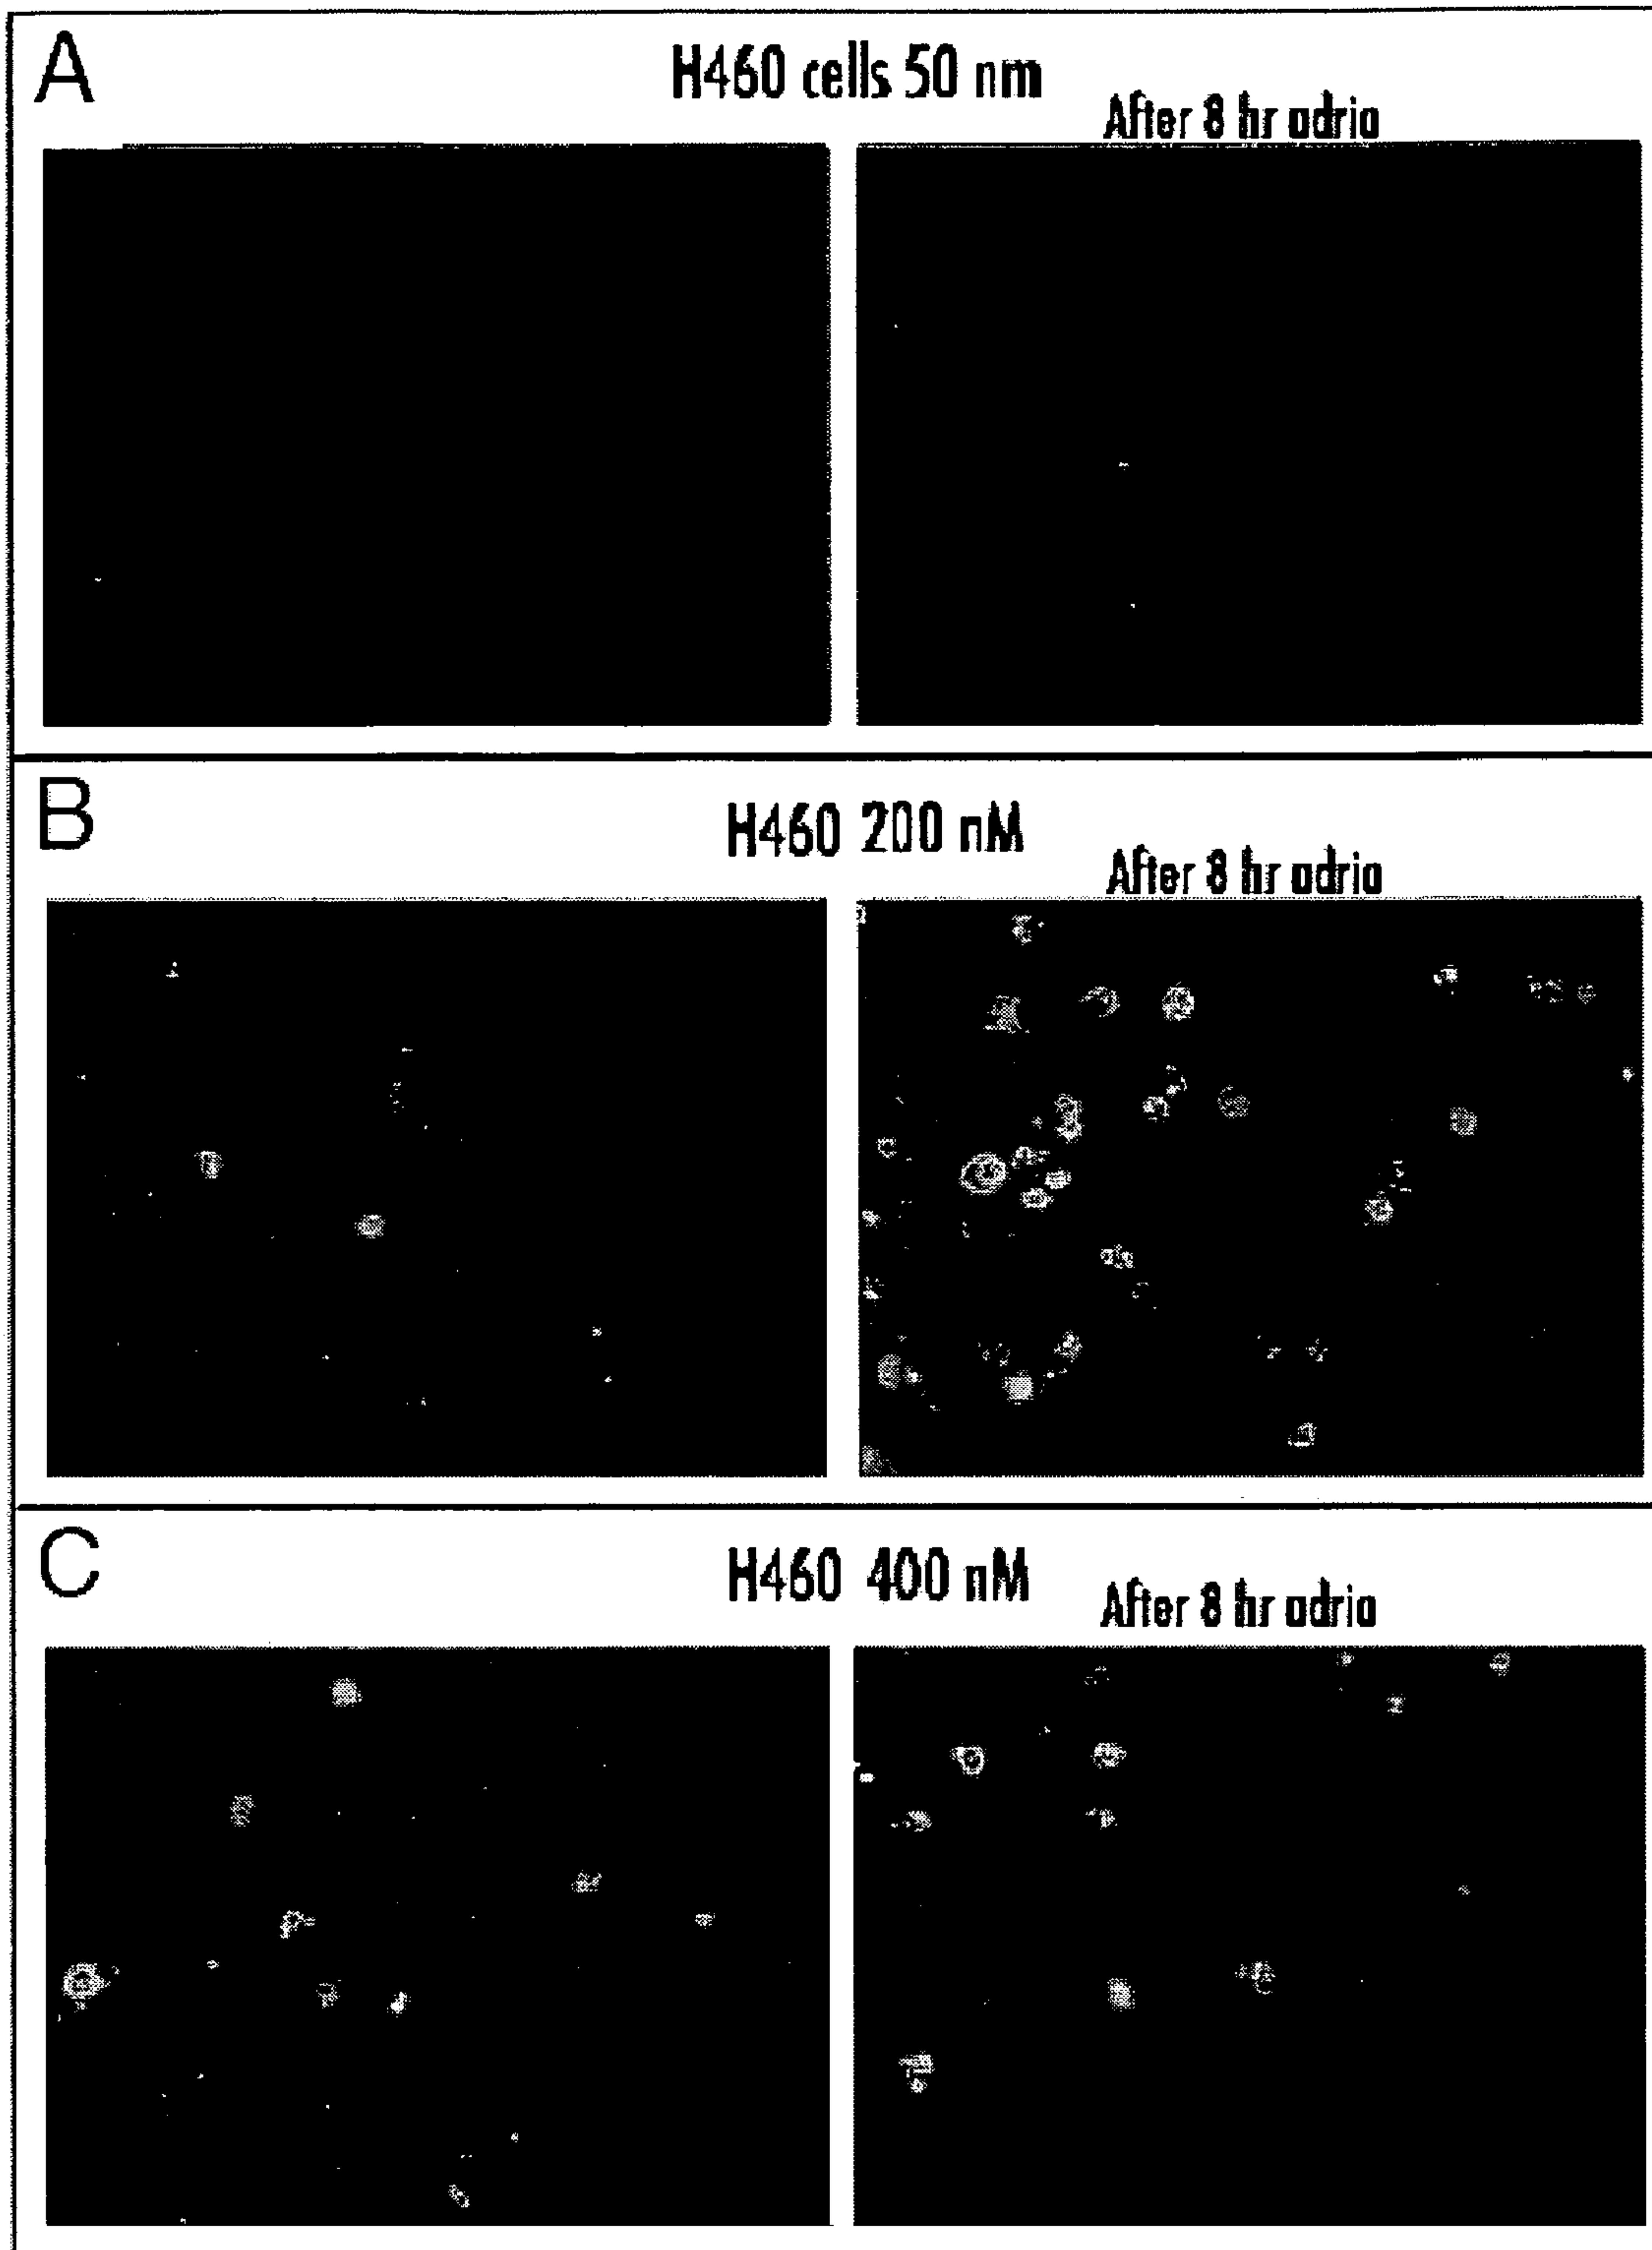 A
H460 cells 50 nm
After 8 hr adria
B
H460 200 nM
After 8 hr adria
C
H460 400 nM
After 8 hr adria